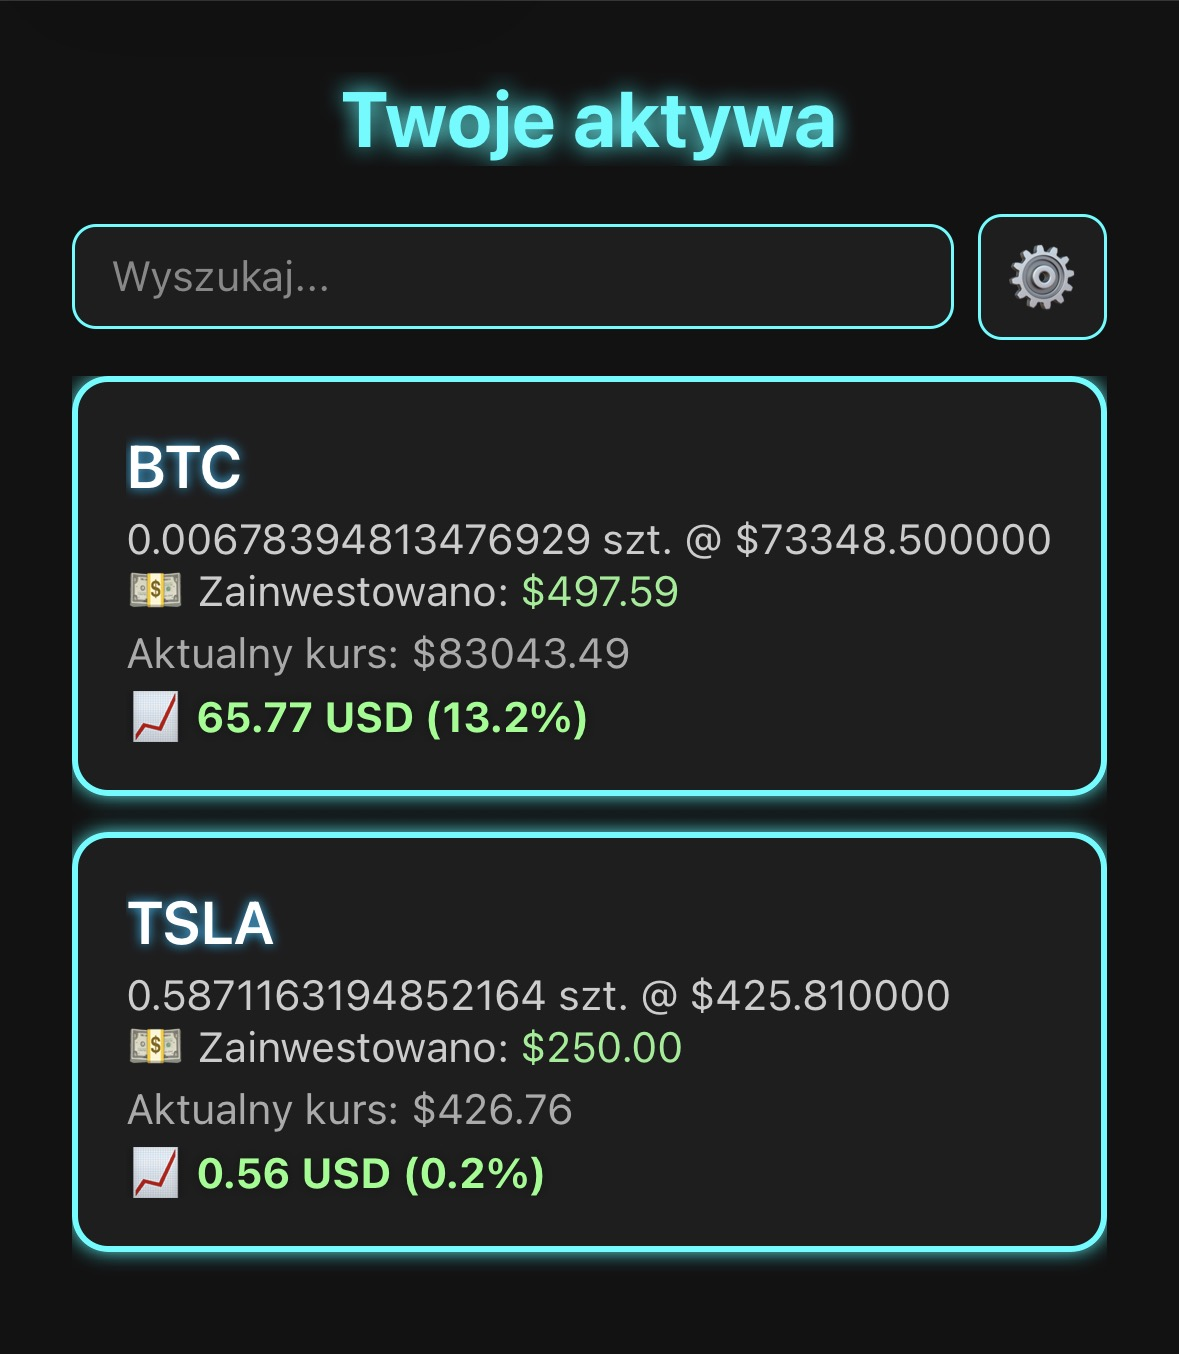 Twoje aktywa
Wyszukaj...
BTC
0.00678394813476929 szt. @ $73348.500000
Zainwestowano: $497.59
Aktualny kurs: $83043.49
65.77 USD (13.2%)
TSLA
0.5871163194852164 szt. @ $425.810000
Zainwestowano: $250.00
Aktualny kurs: $426.76
0.56 USD (0.2%)